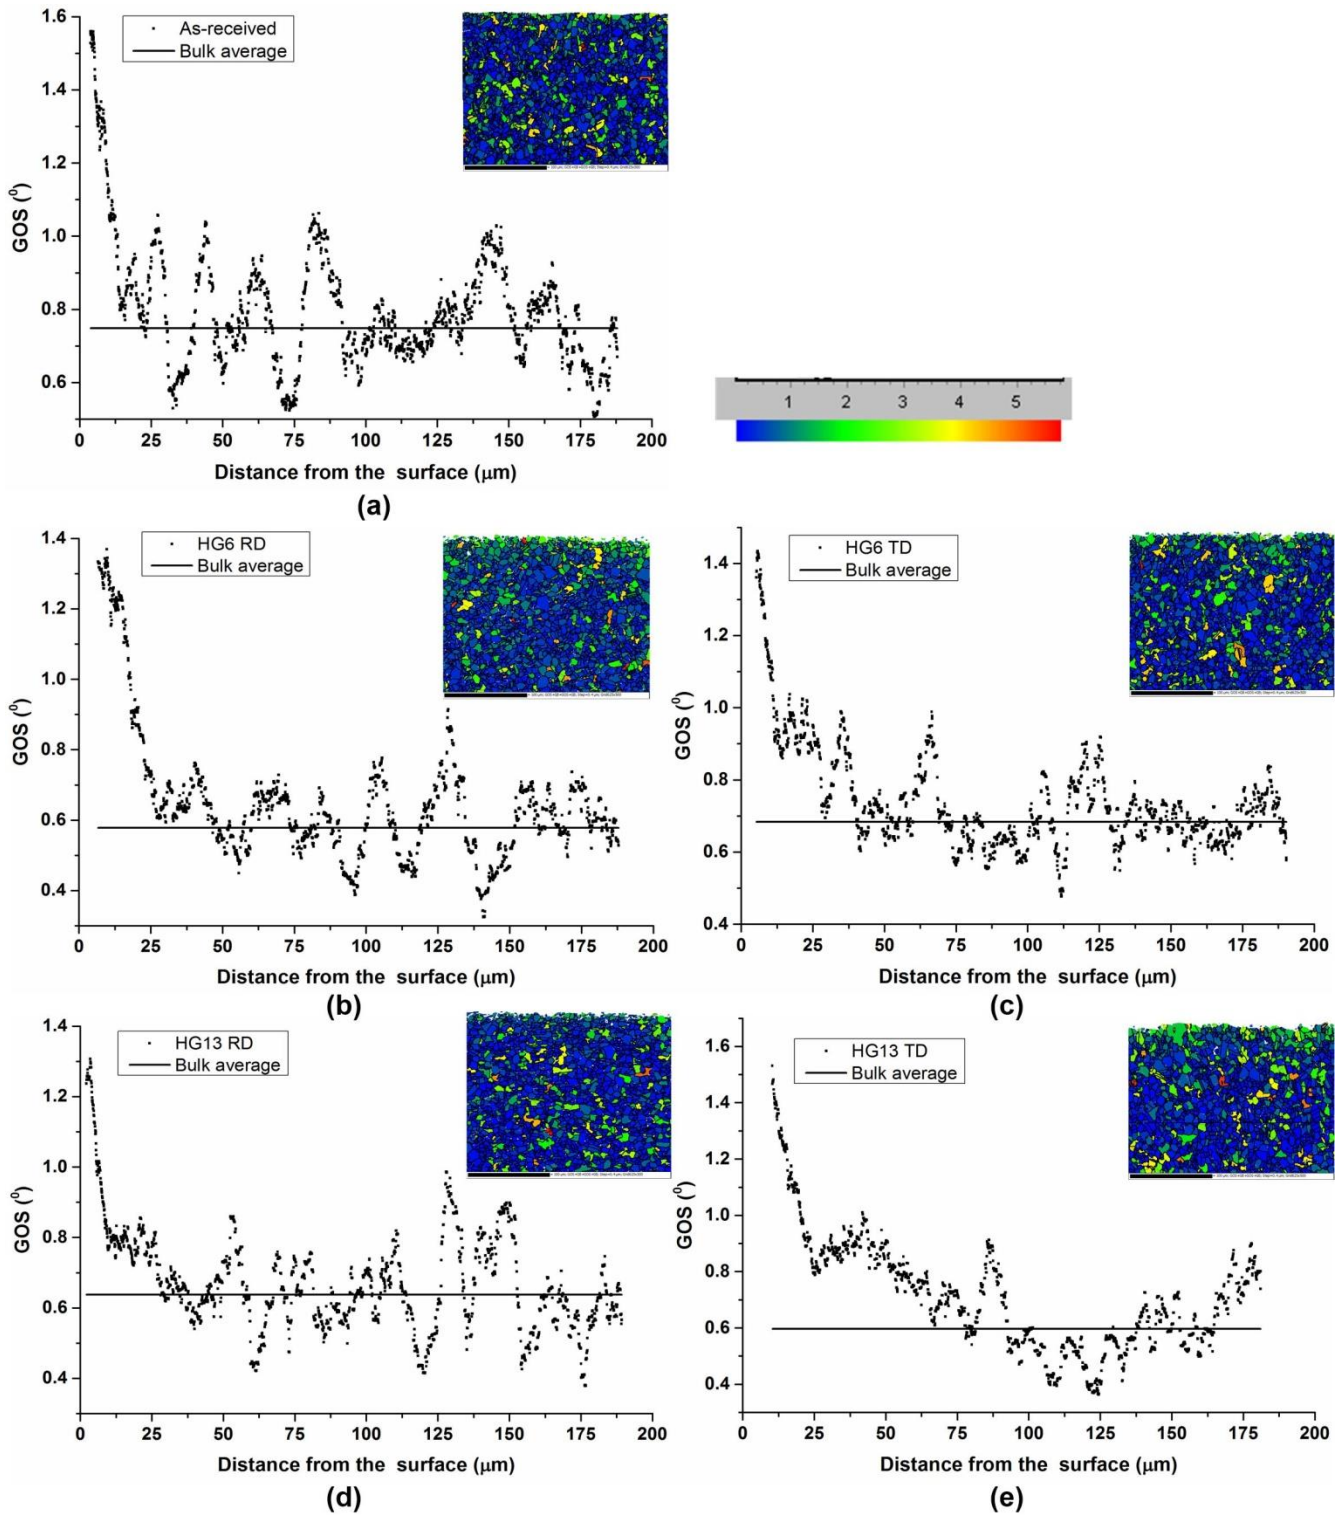 As-received
Bulk average
1.6
1.4
1.2
1.0
0.8
0.6
GOS (⁰)
0 25 50 75 100 125 150 175 200
Distance from the surface (μm)
(a)
1 2 3 4 5
HG6 RD
Bulk average
1.4
1.2
1.0
0.8
0.6
0.4
GOS (⁰)
0 25 50 75 100 125 150 175 200
Distance from the surface (μm)
(b)
HG6 TD
Bulk average
1.4
1.2
1.0
0.8
0.6
0.4
GOS (⁰)
0 25 50 75 100 125 150 175 200
Distance from the surface (μm)
(c)
HG13 RD
Bulk average
1.4
1.2
1.0
0.8
0.6
0.4
GOS (⁰)
0 25 50 75 100 125 150 175 200
Distance from the surface (μm)
(d)
HG13 TD
Bulk average
1.6
1.4
1.2
1.0
0.8
0.6
0.4
GOS (⁰)
0 25 50 75 100 125 150 175 200
Distance from the surface (μm)
(e)